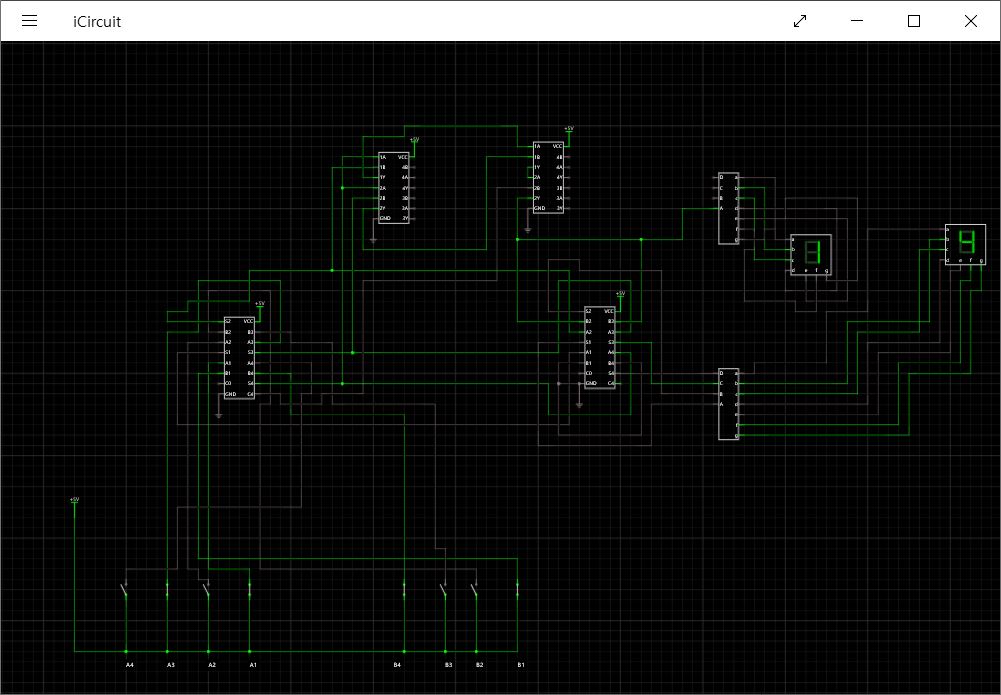 iCircuit
+5V
1A VCC
1B 4B
1Y 4A
2A 4Y
2B 3B
2Y 3A
GND 3Y
+5V
1A VCC
1B 4B
1Y 4A
2A 4Y
2B 3B
2Y 3A
GND 3Y
D a
C b
B c
A d
e
f
g
a
b
c
d e f g
4
a
b
c
d e f g
1
+5V
S2 VCC
B2 B3
A2 A3
S1 S3
A1 A4
B1 B4
C0 S4
GND C4
+5V
S2 VCC
B2 B3
A2 A3
S1 S3
A1 A4
B1 B4
C0 S4
GND C4
D a
C b
B c
A d
e
f
g
+5V
A4 A3 A2 A1 B4 B3 B2 B1